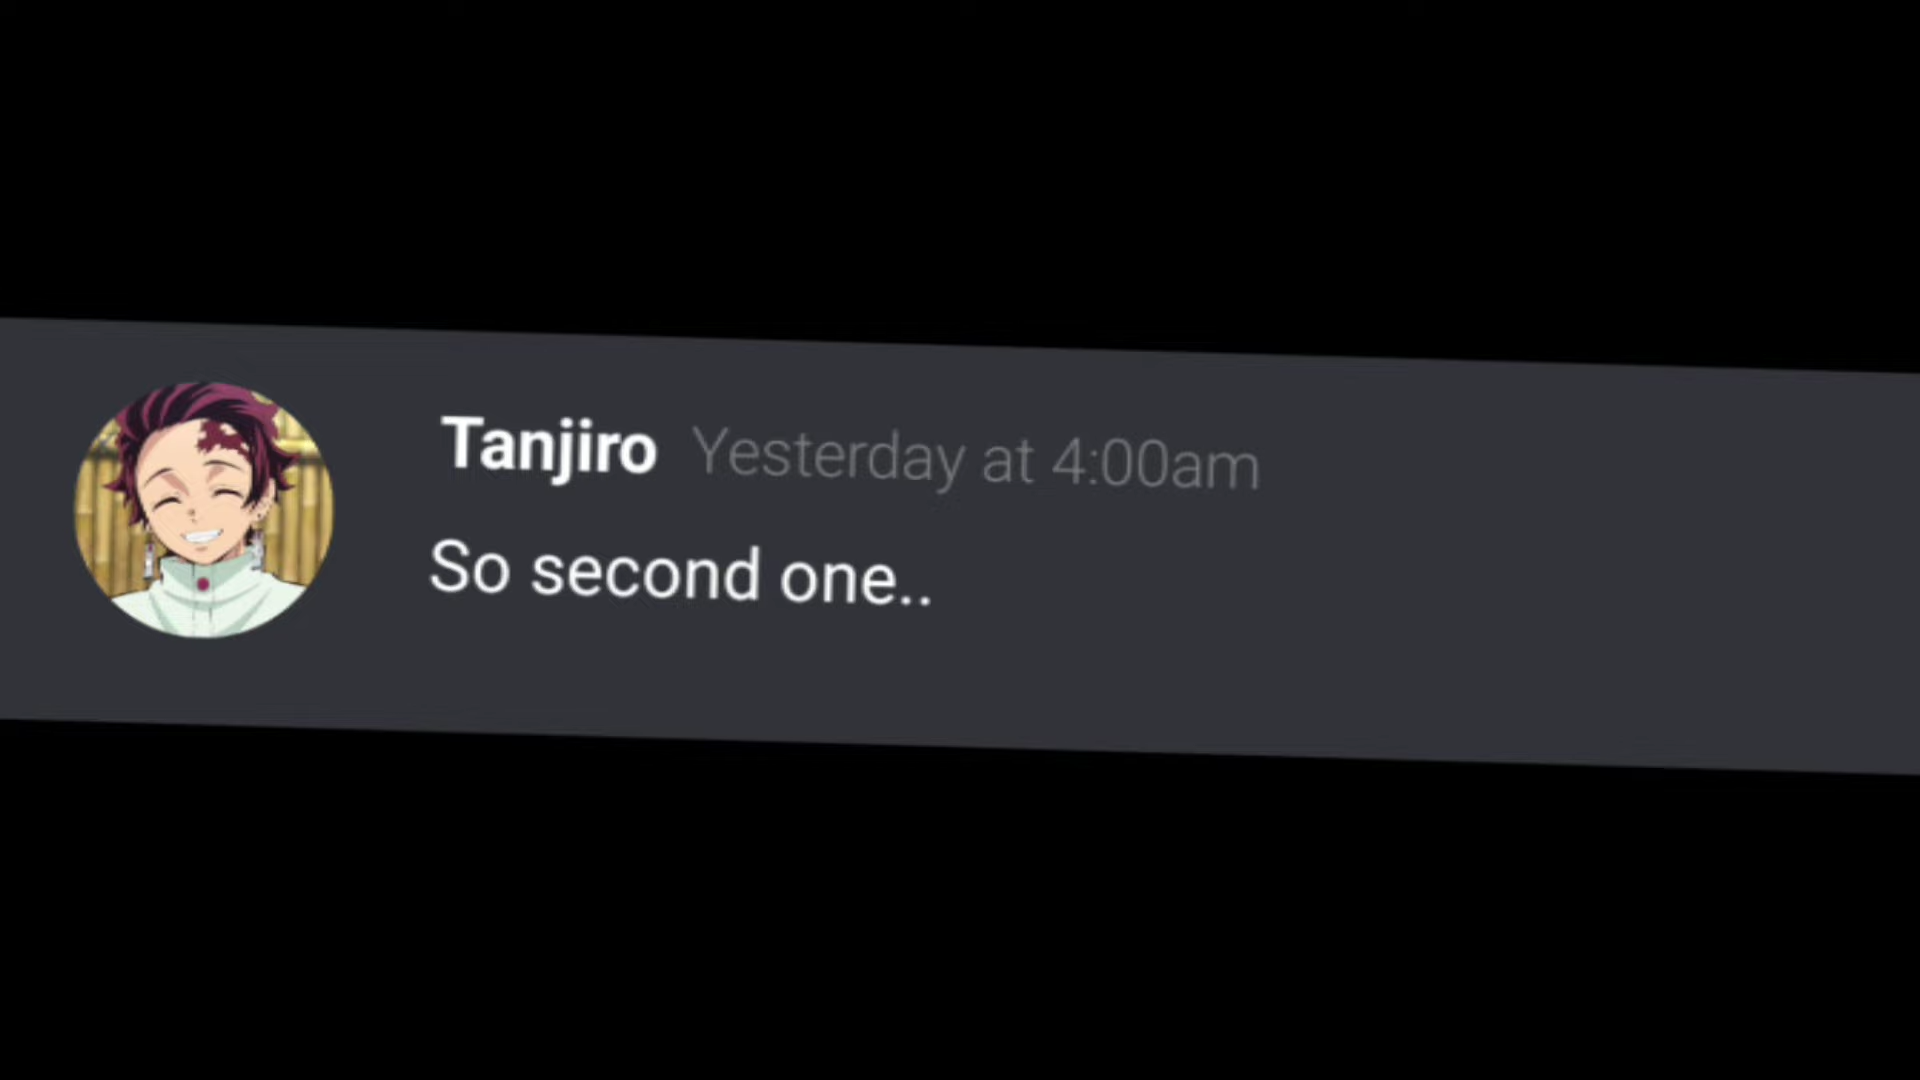 Tanjiro Yesterday at 4:00am
So second one..